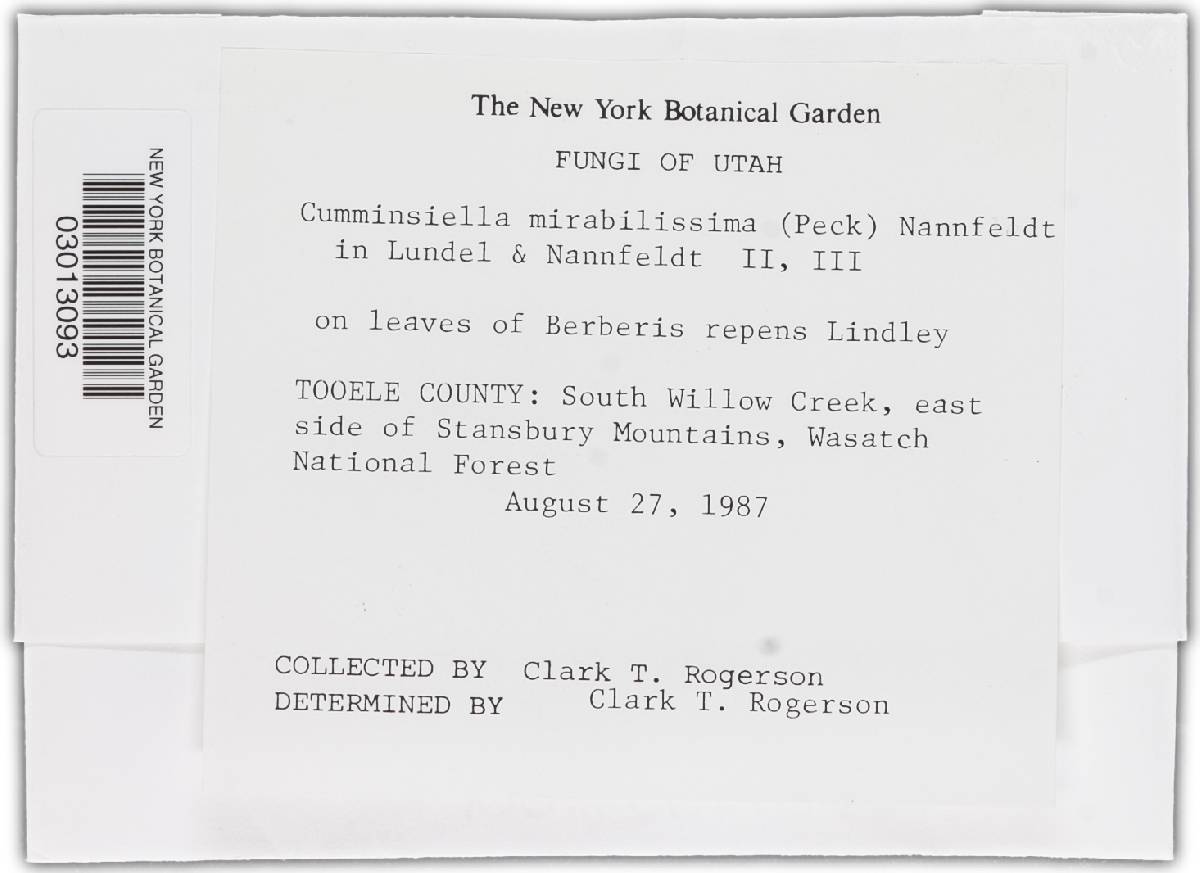 The New York Botanical Garden
FUNGI OF UTAH
Cumminsiella mirabilissima (Peck) Nannfeldt
in Lundel & Nannfeldt II, III
on leaves of Berberis repens Lindley
TOOELE COUNTY: South Willow Creek, east
side of Stansbury Mountains, Wasatch
National Forest
August 27, 1987
COLLECTED BY Clark T. Rogerson
DETERMINED BY Clark T. Rogerson
NEW YORK BOTANICAL GARDEN
03013093